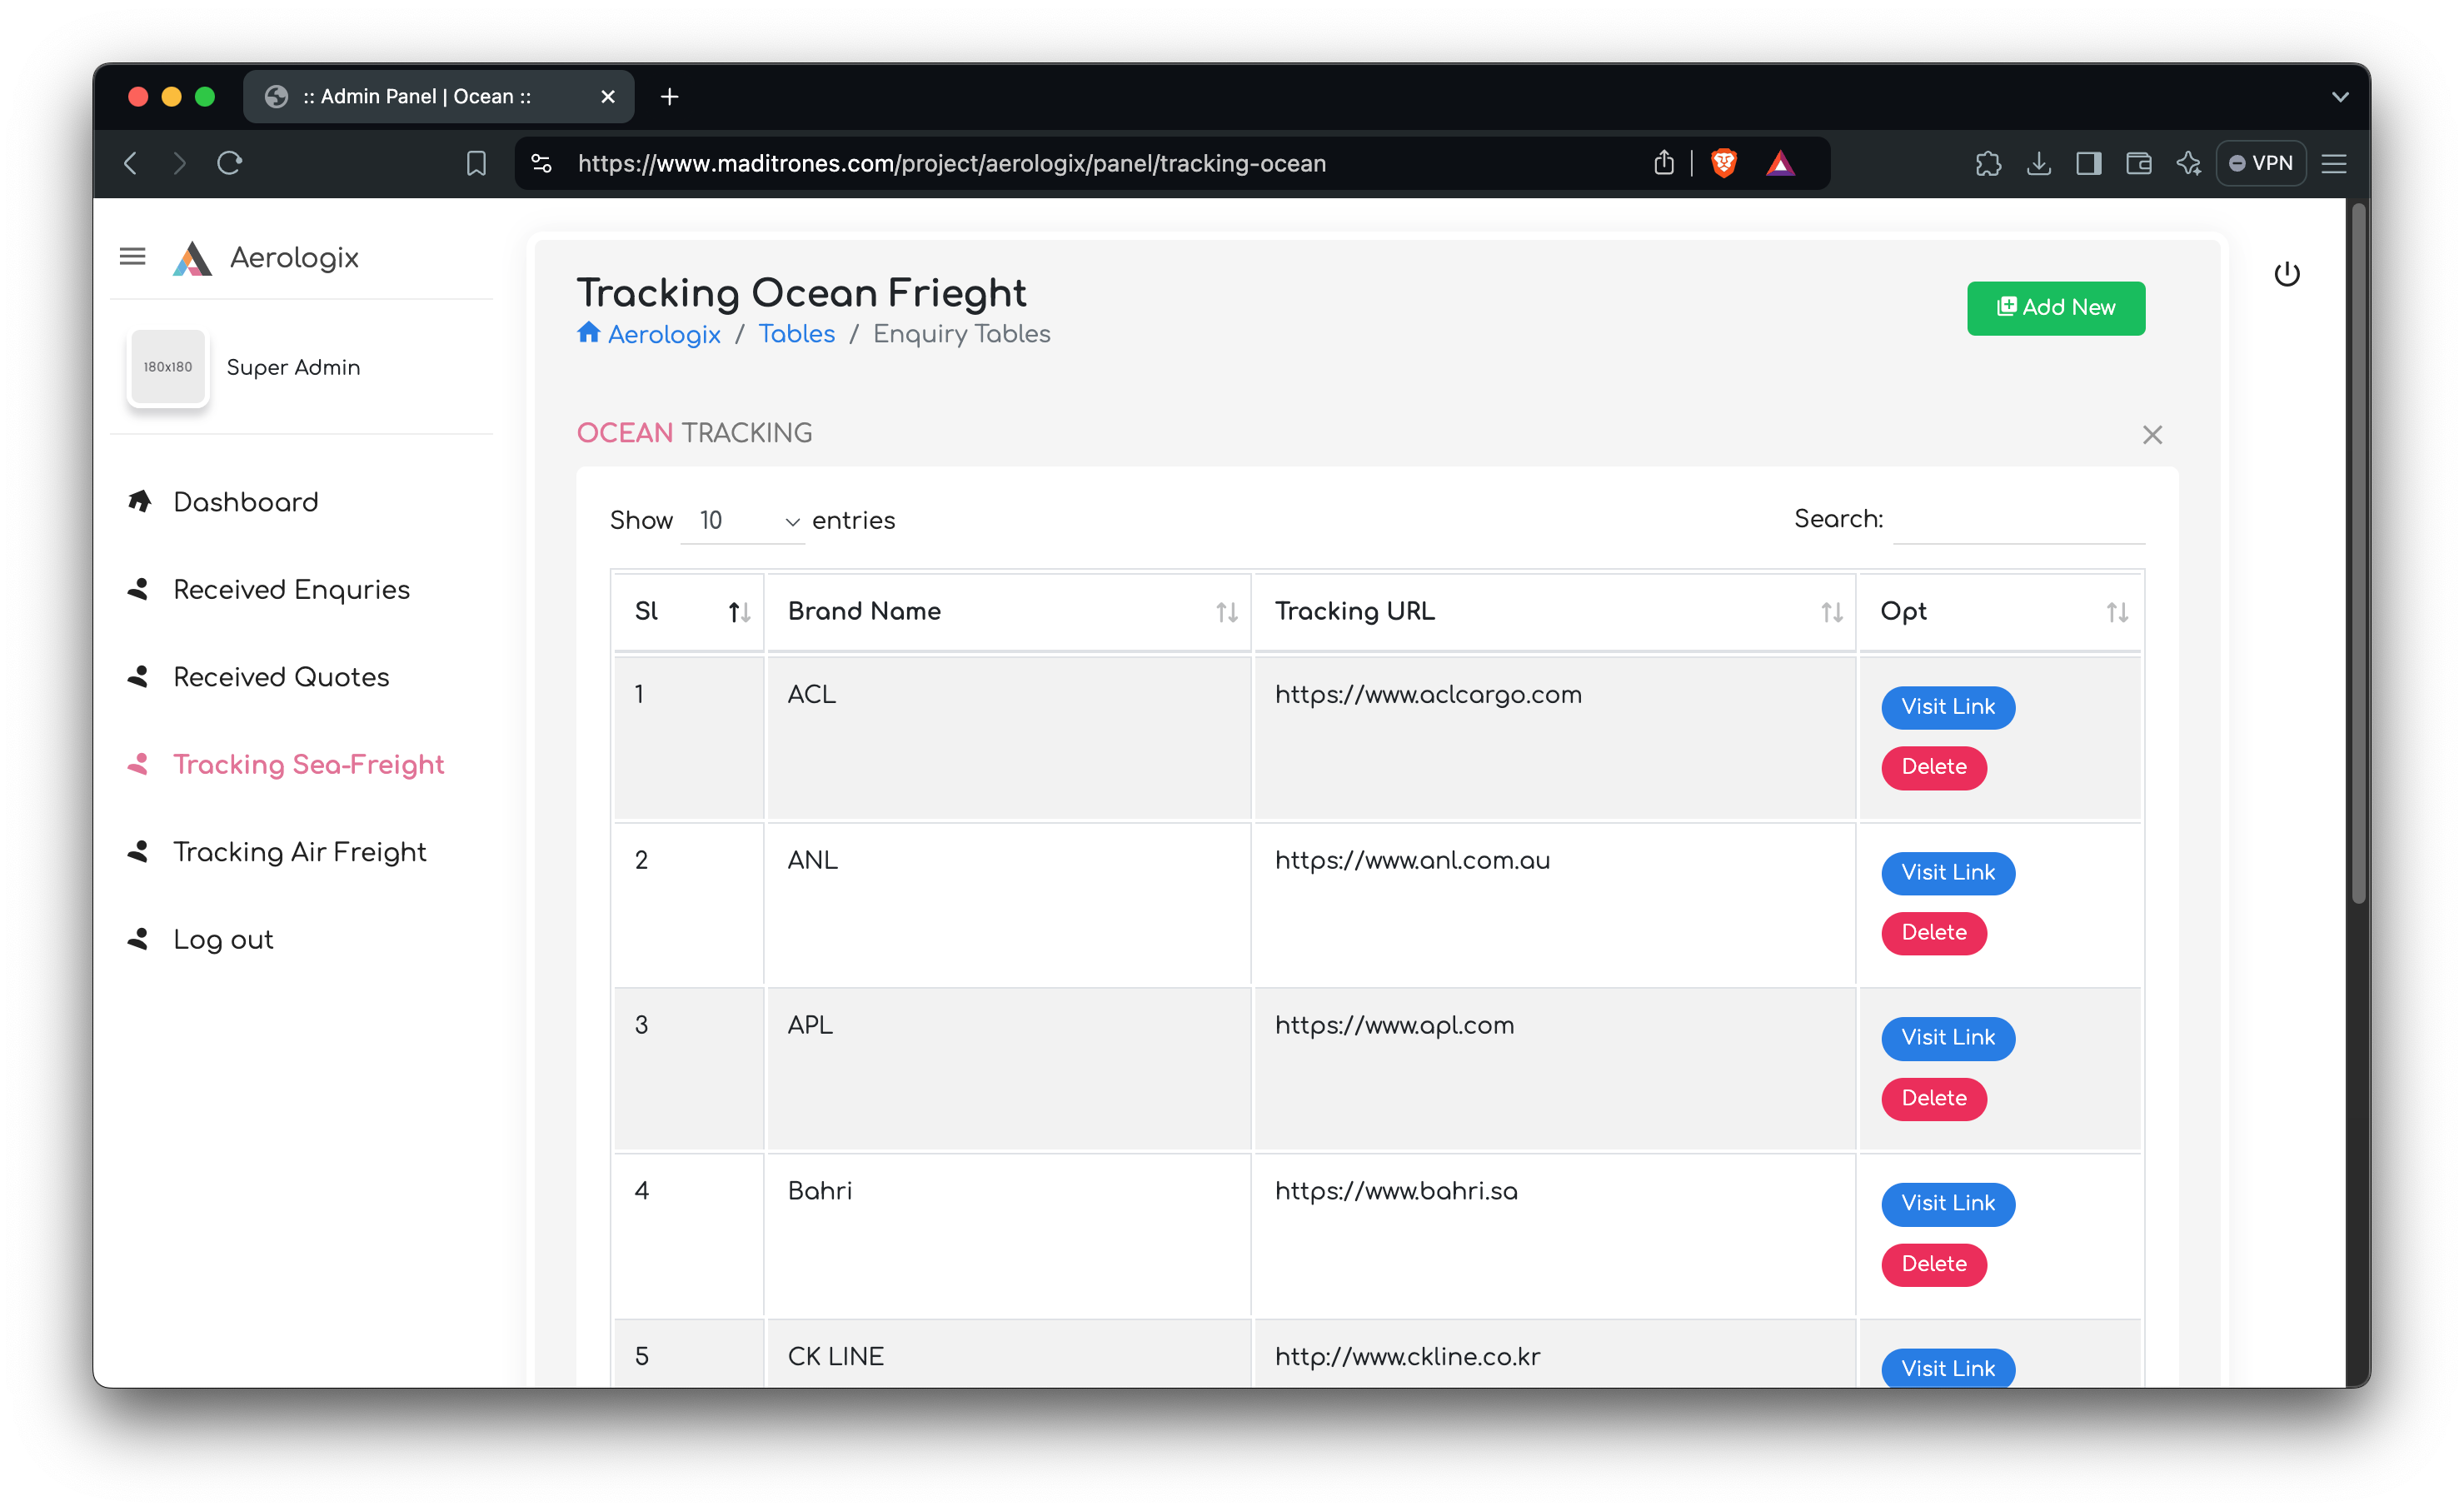 :: Admin Panel | Ocean ::
https://www.maditrones.com/project/aerologix/panel/tracking-ocean
VPN
Aerologix
180x180
Super Admin
Dashboard
Received Enquries
Received Quotes
Tracking Sea-Freight
Tracking Air Freight
Log out
Tracking Ocean Frieght
Aerologix / Tables / Enquiry Tables
Add New
OCEAN TRACKING
Show 10 entries
Search:
Sl Brand Name Tracking URL Opt
1 ACL https://www.aclcargo.com Visit Link
Delete
2 ANL https://www.anl.com.au Visit Link
Delete
3 APL https://www.apl.com Visit Link
Delete
4 Bahri https://www.bahri.sa Visit Link
Delete
5 CK LINE http://www.ckline.co.kr Visit Link